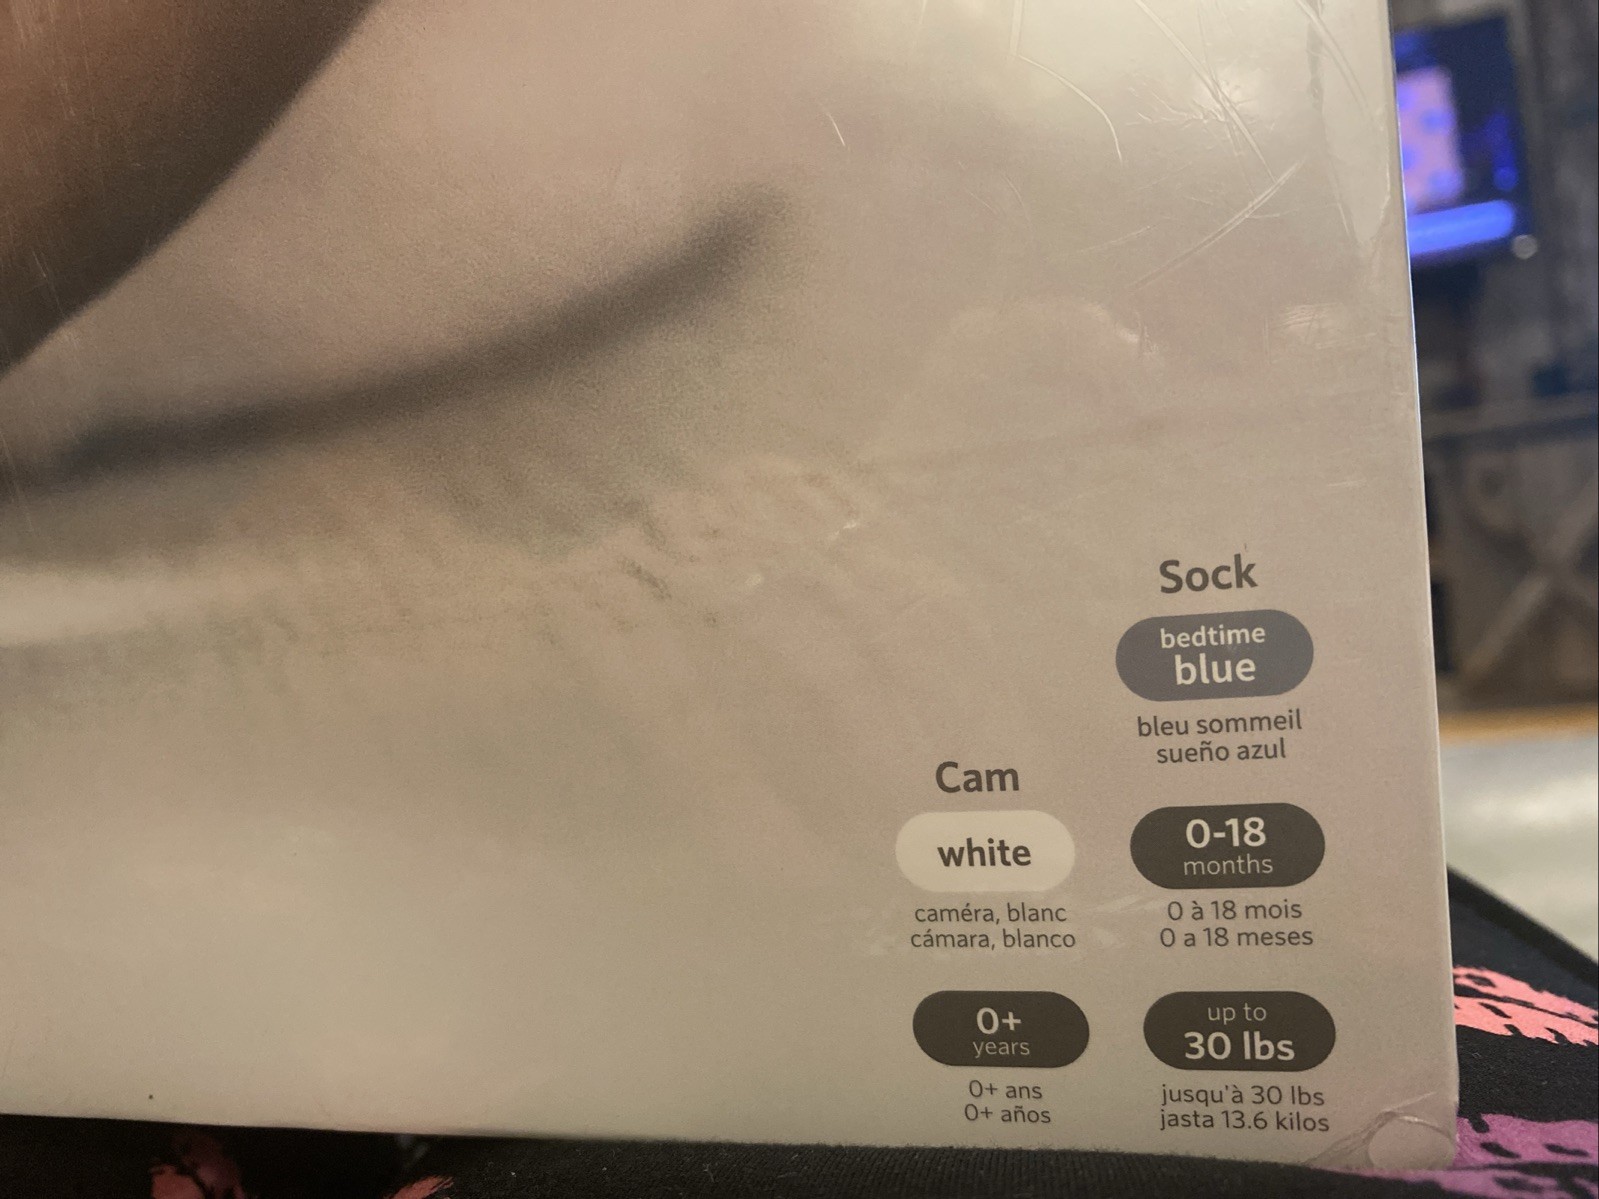 Sock
bedtime
blue
bleu sommeil
sueño azul
Cam
white
caméra, blanc
cámara, blanco
0-18
months
0 à 18 mois
0 a 18 meses
0+
years
0+ ans
0+ años
up to
30 lbs
jusqu'à 30 lbs
jasta 13.6 kilos